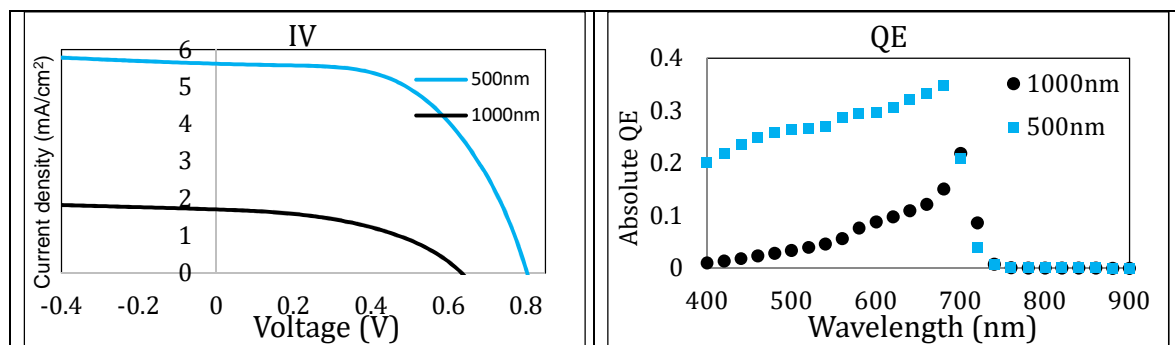 IV
Current density (mA/cm²)
6
5
4
3
2
1
0
500nm
1000nm
-0.4
-0.2
0
0.2
0.4
0.6
0.8
Voltage (V)
QE
Absolute QE
0.4
0.3
0.2
0.1
0
1000nm
500nm
400
500
600
700
800
900
Wavelength (nm)